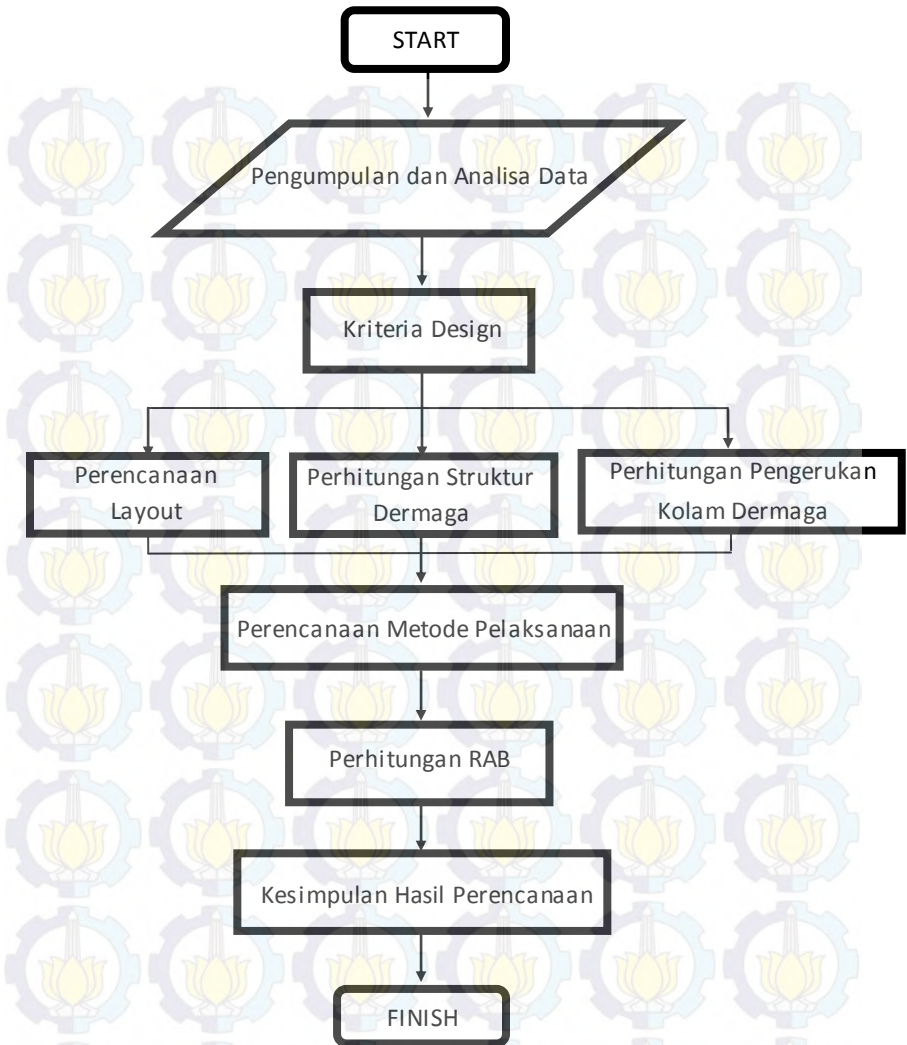 START
Pengumpulan dan Analisa Data
Kriteria Design
Perencanaan
Layout
Perhitungan Struktur
Dermaga
Perhitungan Pengerukan
Kolam Dermaga
Perencanaan Metode Pelaksanaan
Perhitungan RAB
Kesimpulan Hasil Perencanaan
FINISH